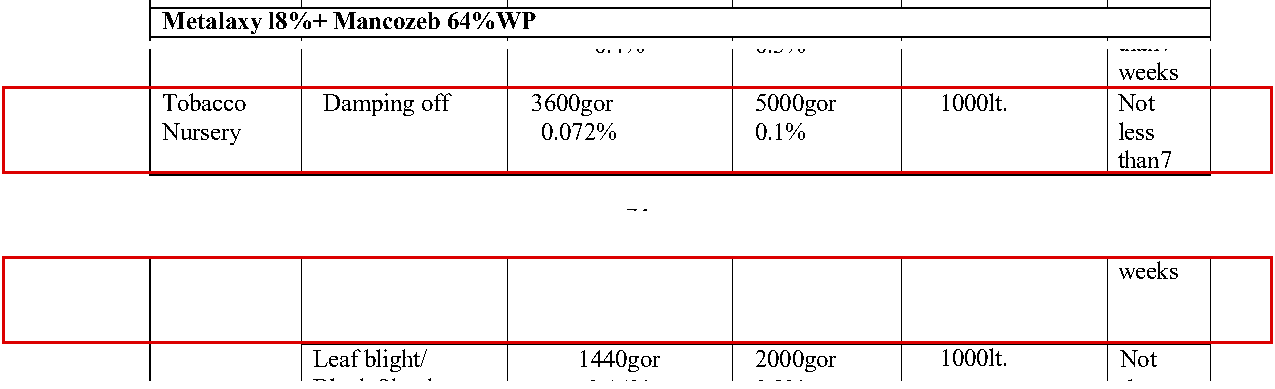 Metalaxy l8%+ Mancozeb 64%WP
weeks
Tobacco Damping off 3600gor 5000gor 1000lt. Not
Nursery 0.072% 0.1% less
than7
weeks
Leaf blight/ 1440gor 2000gor 1000lt. Not